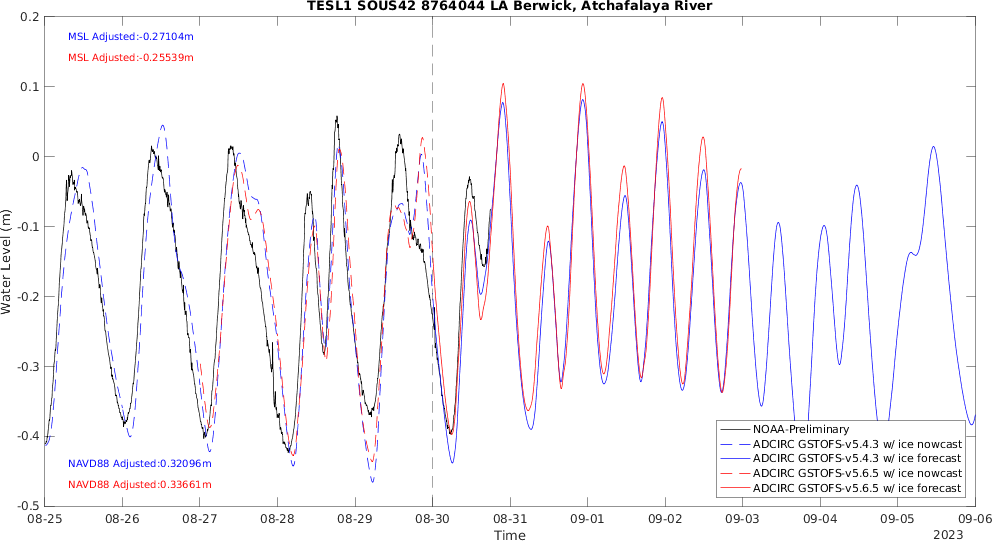 TESL1 SOUS42 8764044 LA Berwick, Atchafalaya River
0.2
0.1
0
-0.1
-0.2
-0.3
-0.4
-0.5
Water Level (m)
MSL Adjusted:-0.27104m
MSL Adjusted:-0.25539m
NAVD88 Adjusted:0.32096m
NAVD88 Adjusted:0.33661m
NOAA-Preliminary
ADCIRC GSTOFS-v5.4.3 w/ ice nowcast
ADCIRC GSTOFS-v5.4.3 w/ ice forecast
ADCIRC GSTOFS-v5.6.5 w/ ice nowcast
ADCIRC GSTOFS-v5.6.5 w/ ice forecast
08-25 08-26 08-27 08-28 08-29 08-30 08-31 09-01 09-02 09-03 09-04 09-05 09-06
Time
2023